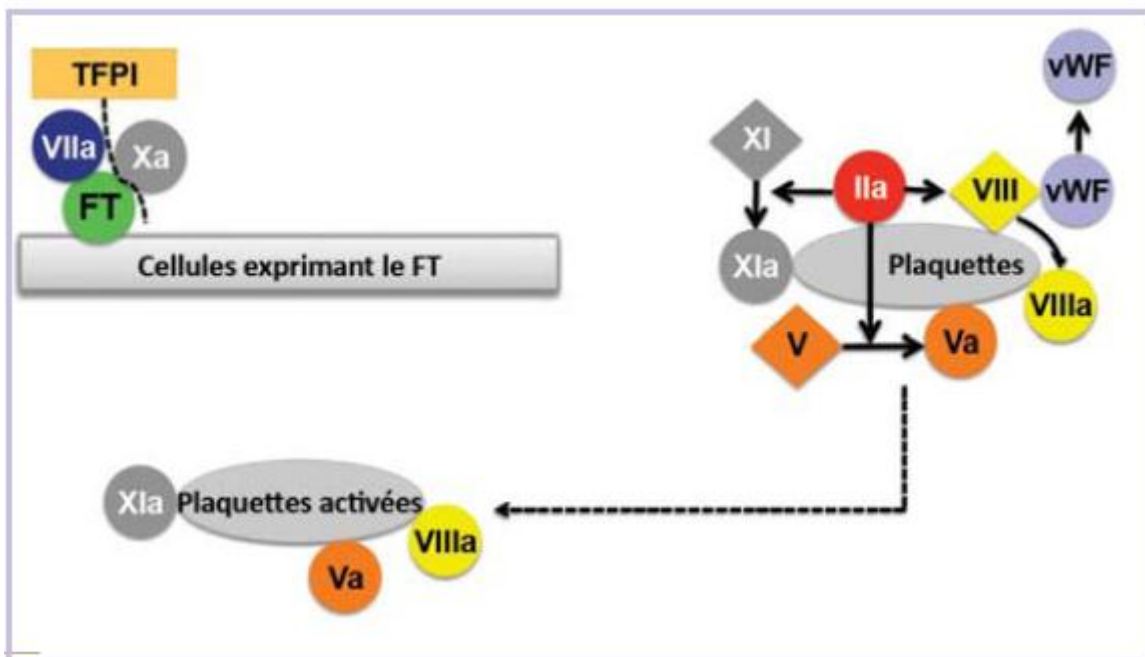 TFPI
VIIa
Xa
FT
Cellules exprimant le FT
vWF
XI
IIa
VIII
vWF
XIa
Plaquettes
VIIIa
V
Va
XIa
Plaquettes activées
VIIIa
Va